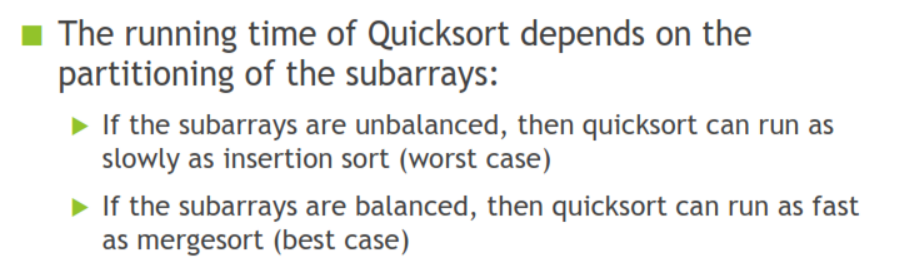 The running time of Quicksort depends on the
partitioning of the subarrays:
If the subarrays are unbalanced, then quicksort can run as
slowly as insertion sort (worst case)
If the subarrays are balanced, then quicksort can run as fast
as mergesort (best case)